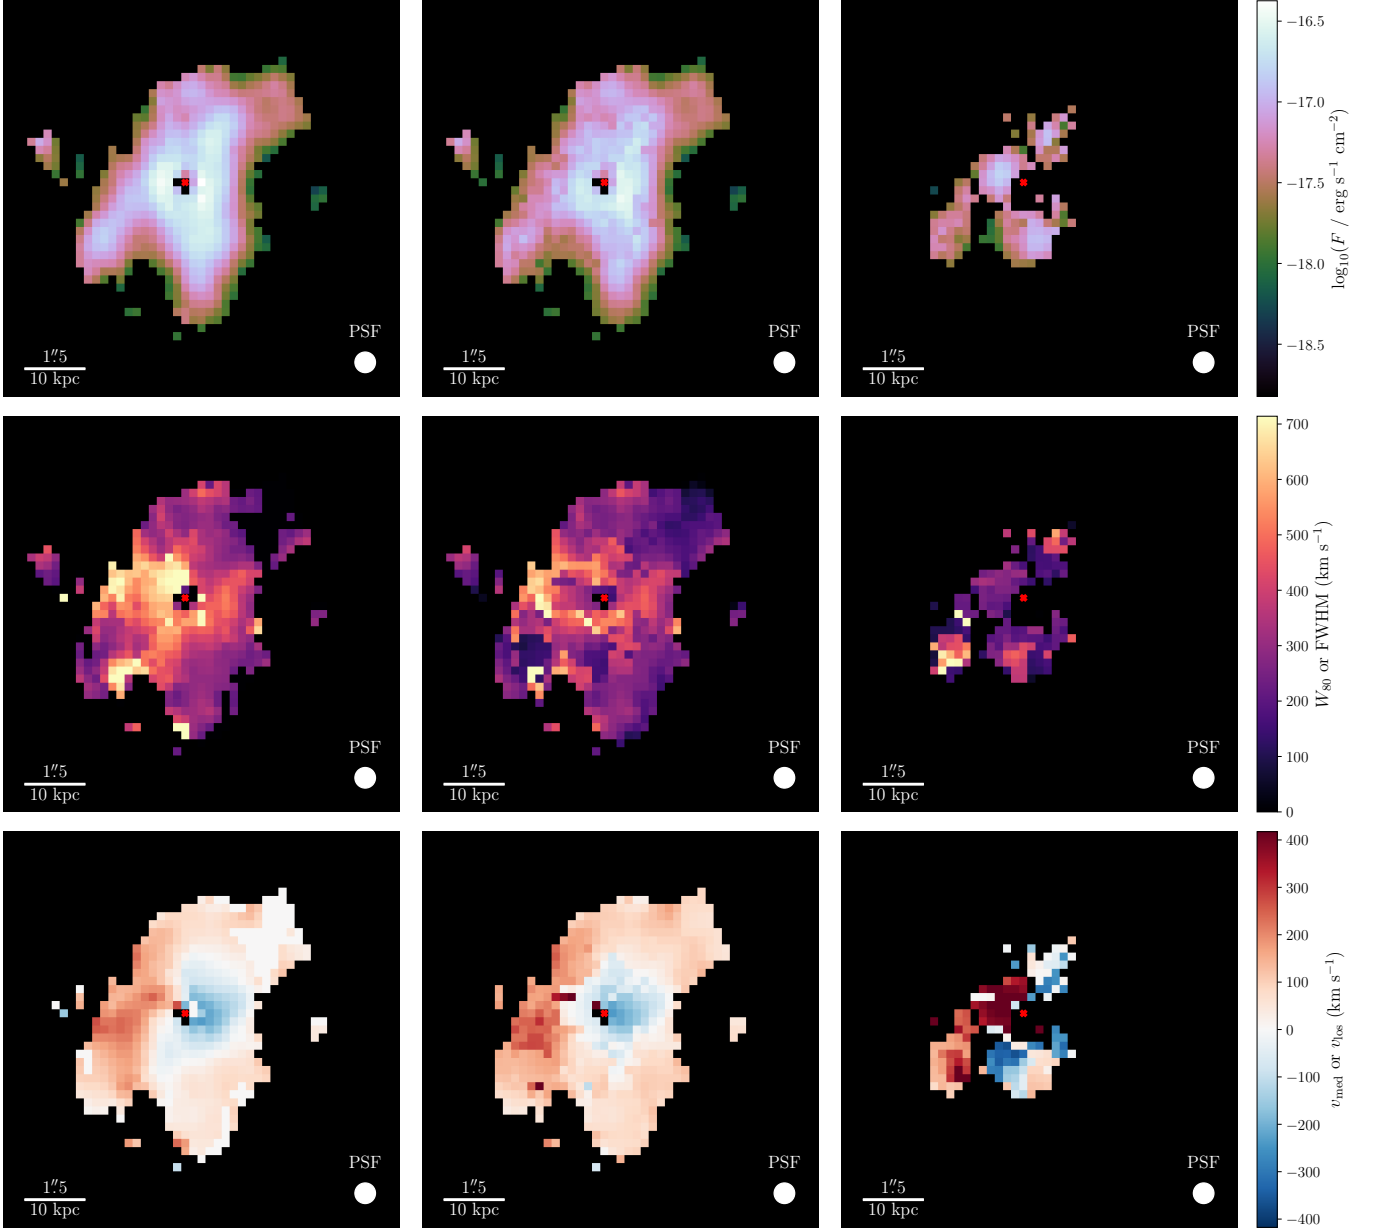 −16.5
−17.0
−17.5
−18.0
−18.5
log₁₀(F / erg s⁻¹ cm⁻²)
PSF
1″.5
10 kpc
PSF
1″.5
10 kpc
PSF
1″.5
10 kpc
700
600
500
400
300
200
100
0
W₈₀ or FWHM (km s⁻¹)
PSF
1″.5
10 kpc
PSF
1″.5
10 kpc
PSF
1″.5
10 kpc
400
300
200
100
0
−100
−200
−300
−400
v_med or v_los (km s⁻¹)
PSF
1″.5
10 kpc
PSF
1″.5
10 kpc
PSF
1″.5
10 kpc